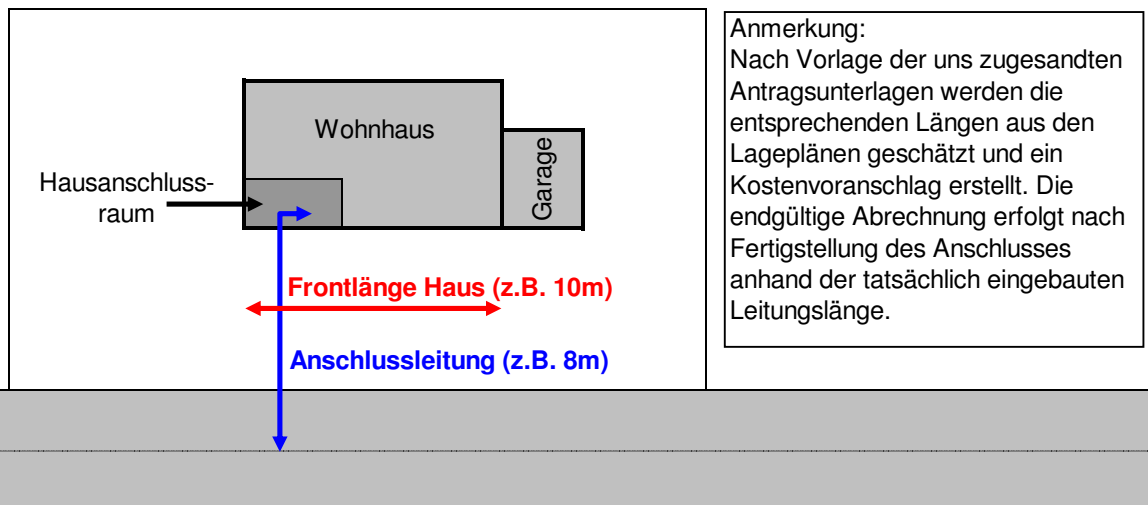 Wohnhaus
Garage
Hausanschluss-
raum
Frontlänge Haus (z.B. 10m)
Anschlussleitung (z.B. 8m)
Anmerkung:
Nach Vorlage der uns zugesandten
Antragsunterlagen werden die
entsprechenden Längen aus den
Lageplänen geschätzt und ein
Kostenvoranschlag erstellt. Die
endgültige Abrechnung erfolgt nach
Fertigstellung des Anschlusses
anhand der tatsächlich eingebauten
Leitungslänge.